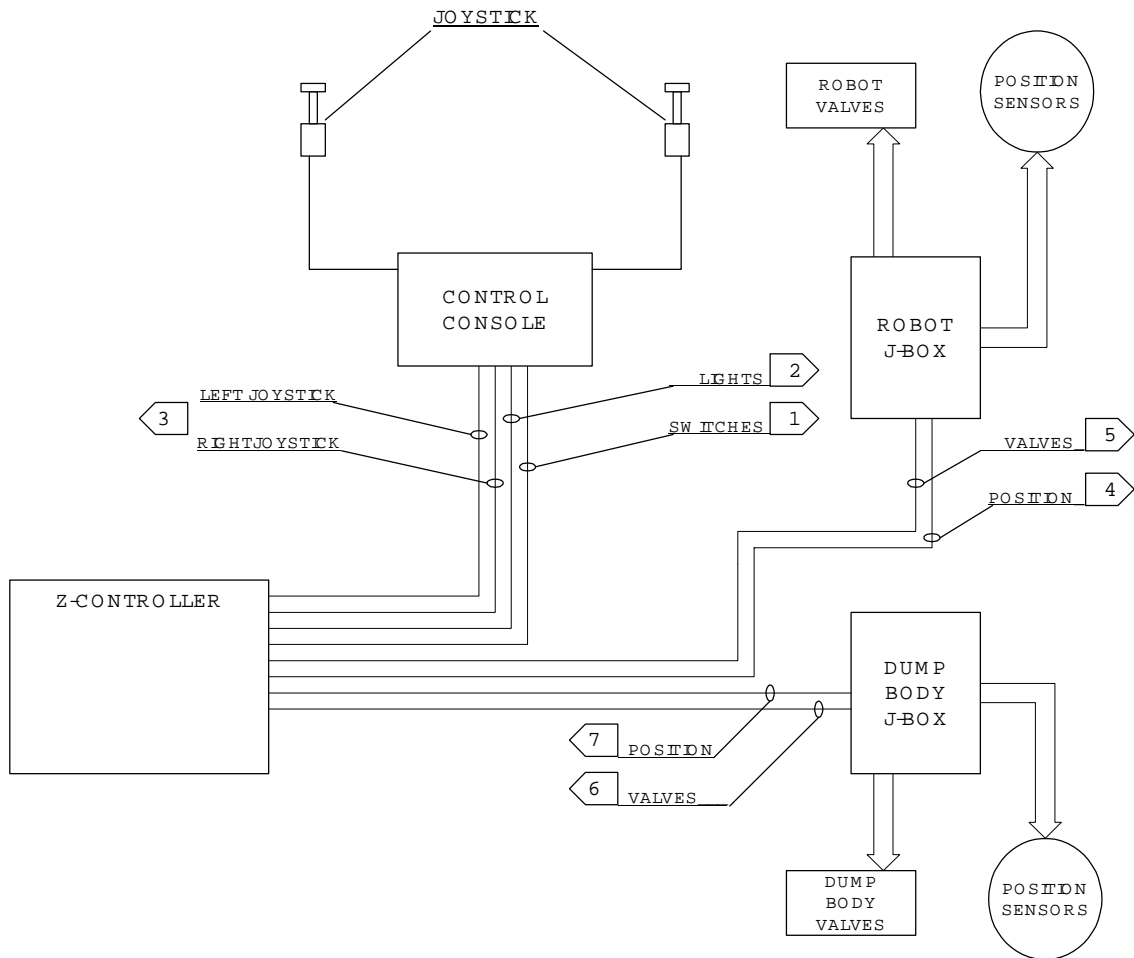 JOYSTICK
ROBOT
VALVES
POSITION
SENSORS
CONTROL
CONSOLE
ROBOT
J-BOX
LIGHTS 2
LEFT JOYSTICK
3
SWITCHES 1
RIGHT JOYSTICK
VALVES 5
POSITION 4
Z-CONTROLLER
DUMP
BODY
J-BOX
7 POSITION
6 VALVES
DUMP
BODY
VALVES
POSITION
SENSORS